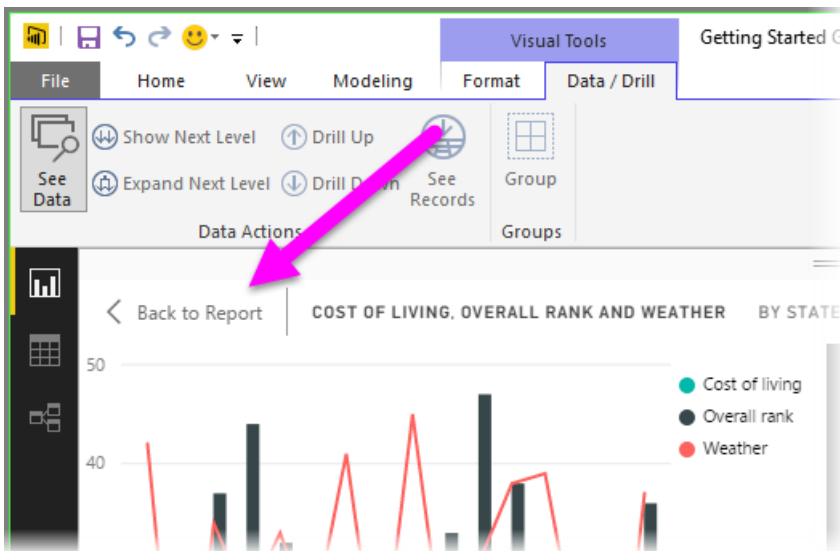 Visual Tools
Getting Started G
File Home View Modeling Format Data / Drill
Show Next Level Drill Up
See Data
Expand Next Level Drill Down
See Records
Group
Data Actions Groups
Back to Report COST OF LIVING, OVERALL RANK AND WEATHER BY STATE
50
Cost of living
Overall rank
Weather
40